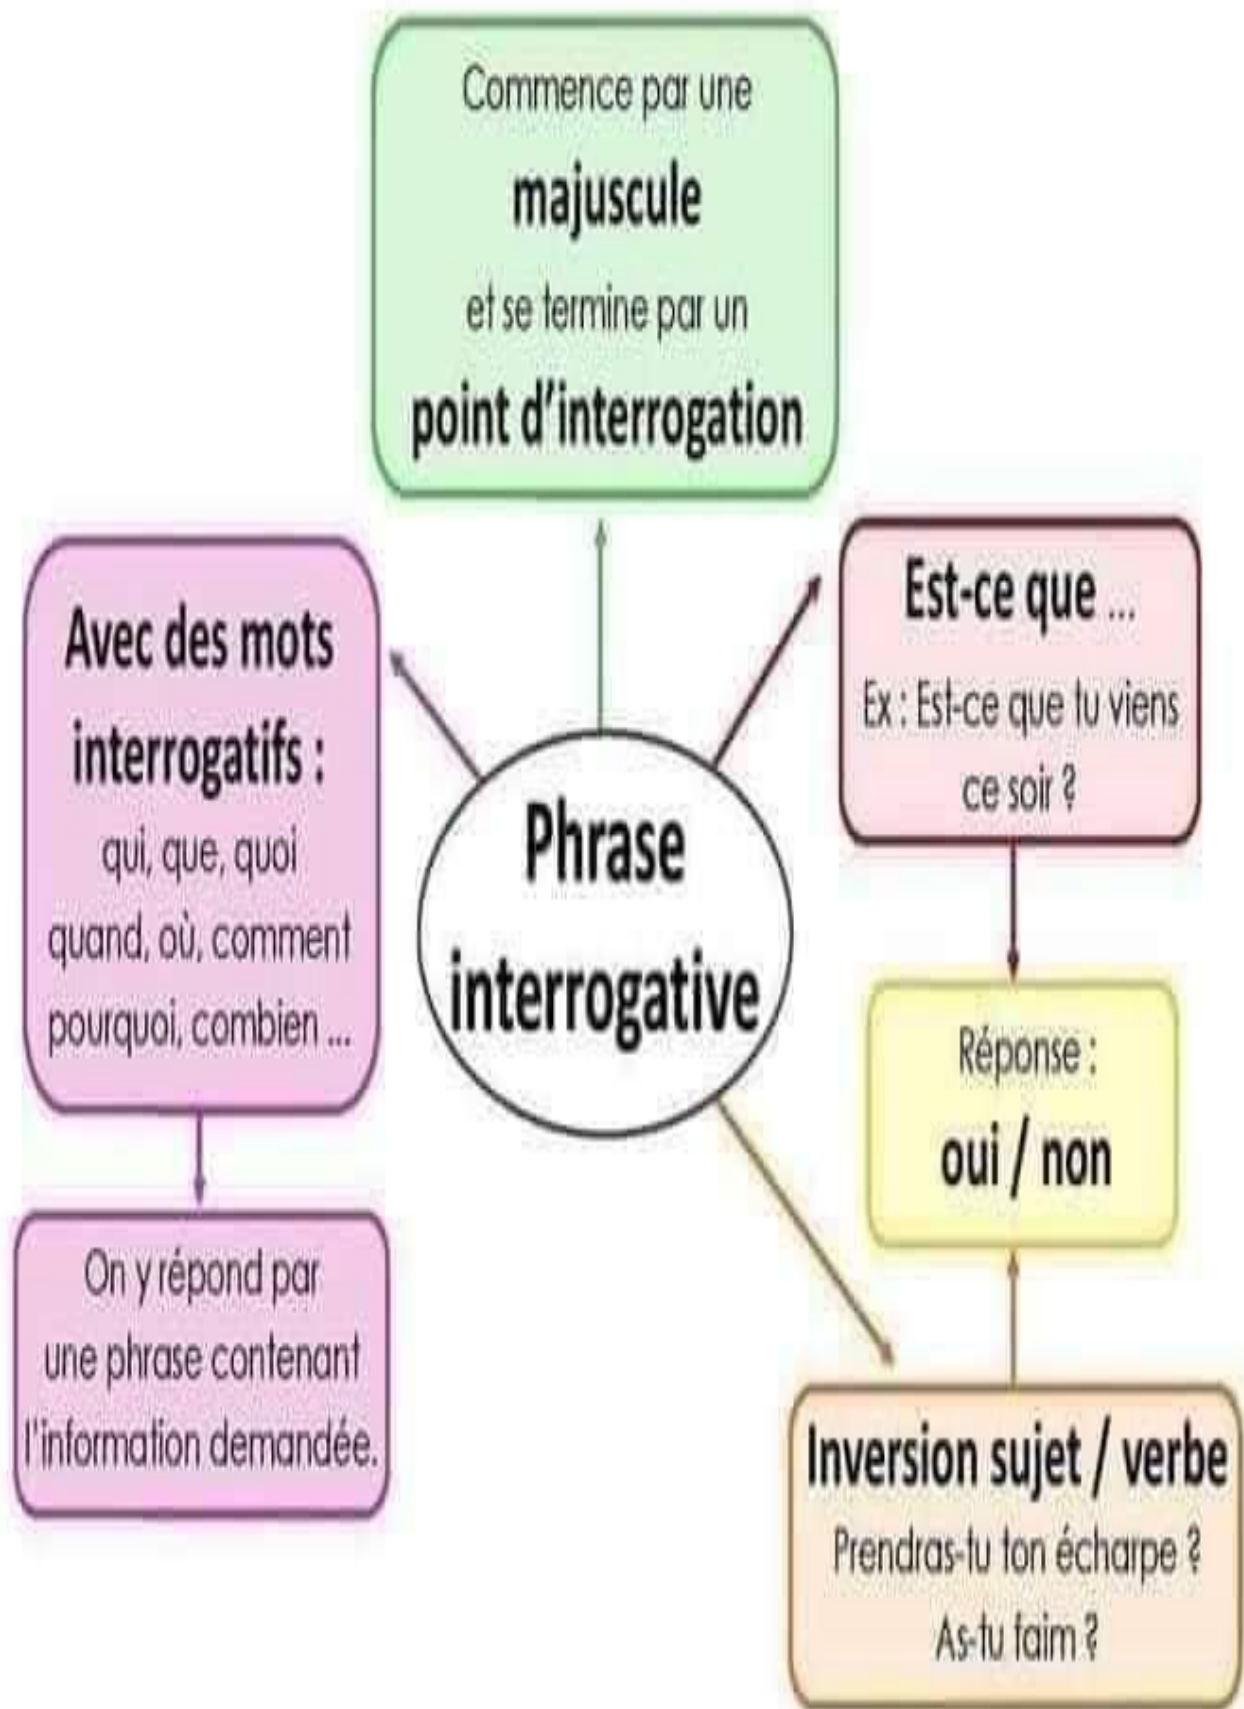 Commence par une
majuscule
et se termine par un
point d'interrogation
Avec des mots
interrogatifs :
qui, que, quoi
quand, où, comment
pourquoi, combien ...
On y répond par
une phrase contenant
l'information demandée.
Phrase
interrogative
Est-ce que ...
Ex : Est-ce que tu viens
ce soir ?
Réponse :
oui / non
Inversion sujet / verbe
Prendras-tu ton écharpe ?
As-tu faim ?